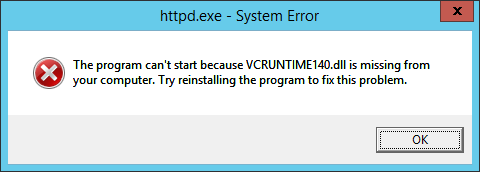 httpd.exe - System Error
x
The program can't start because VCRUNTIME140.dll is missing from
your computer. Try reinstalling the program to fix this problem.
OK